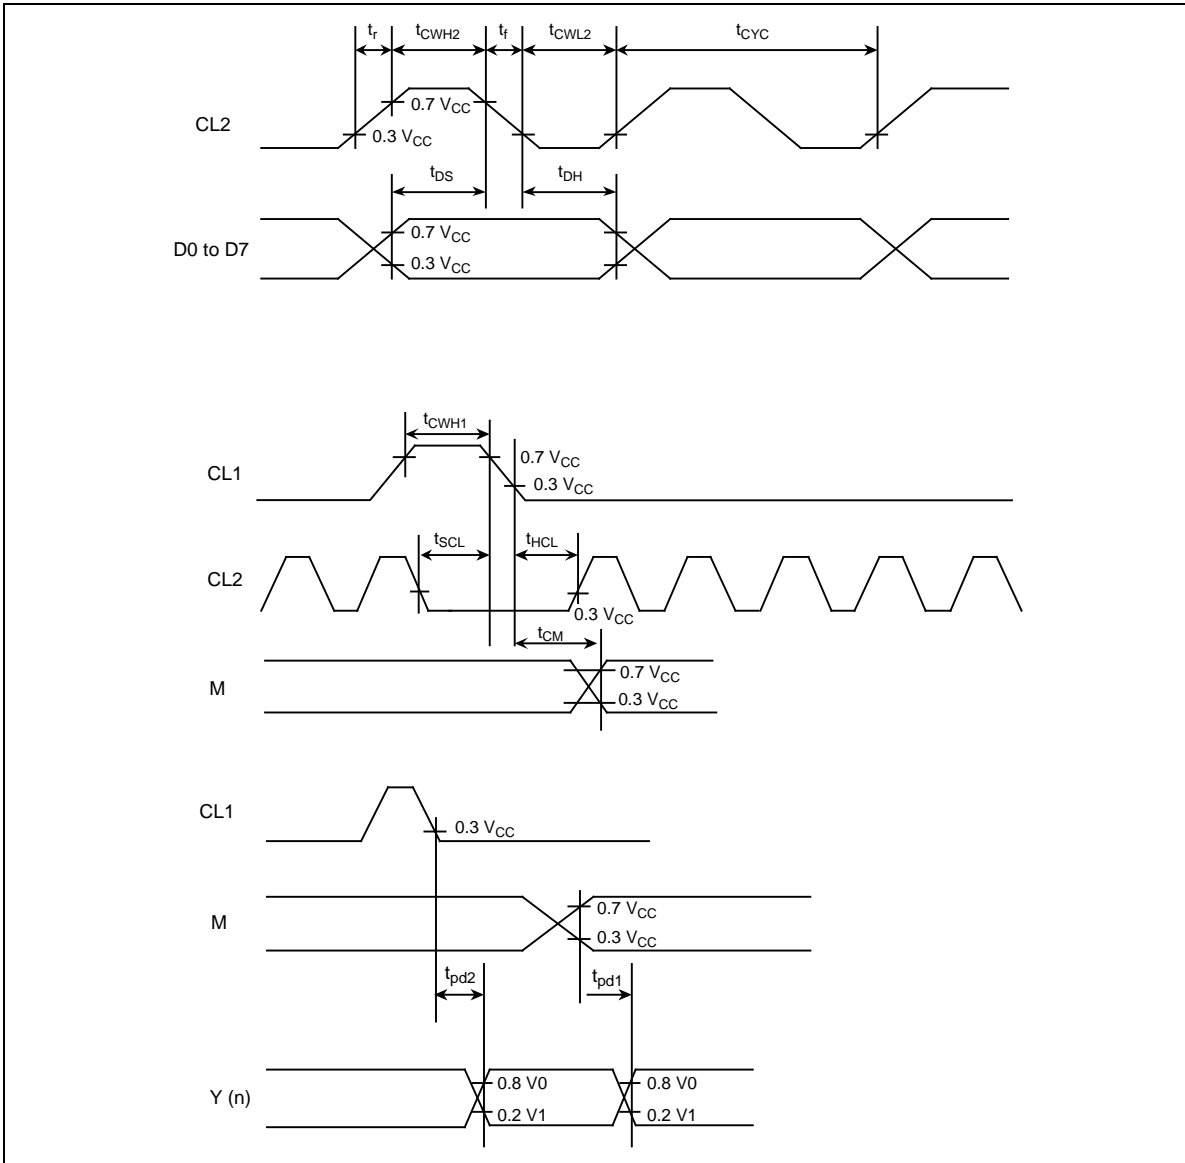 tr tCWH2 tf tCWL2 tCYC
CL2
0.7 VCC
0.3 VCC
tDS tDH
D0 to D7
0.7 VCC
0.3 VCC
tCWH1
CL1
0.7 VCC
0.3 VCC
tSCL tHCL
CL2
0.3 VCC
tCM
M
0.7 VCC
0.3 VCC
CL1
0.3 VCC
M
0.7 VCC
0.3 VCC
tpd2 tpd1
Y (n)
0.8 V0 0.8 V0
0.2 V1 0.2 V1